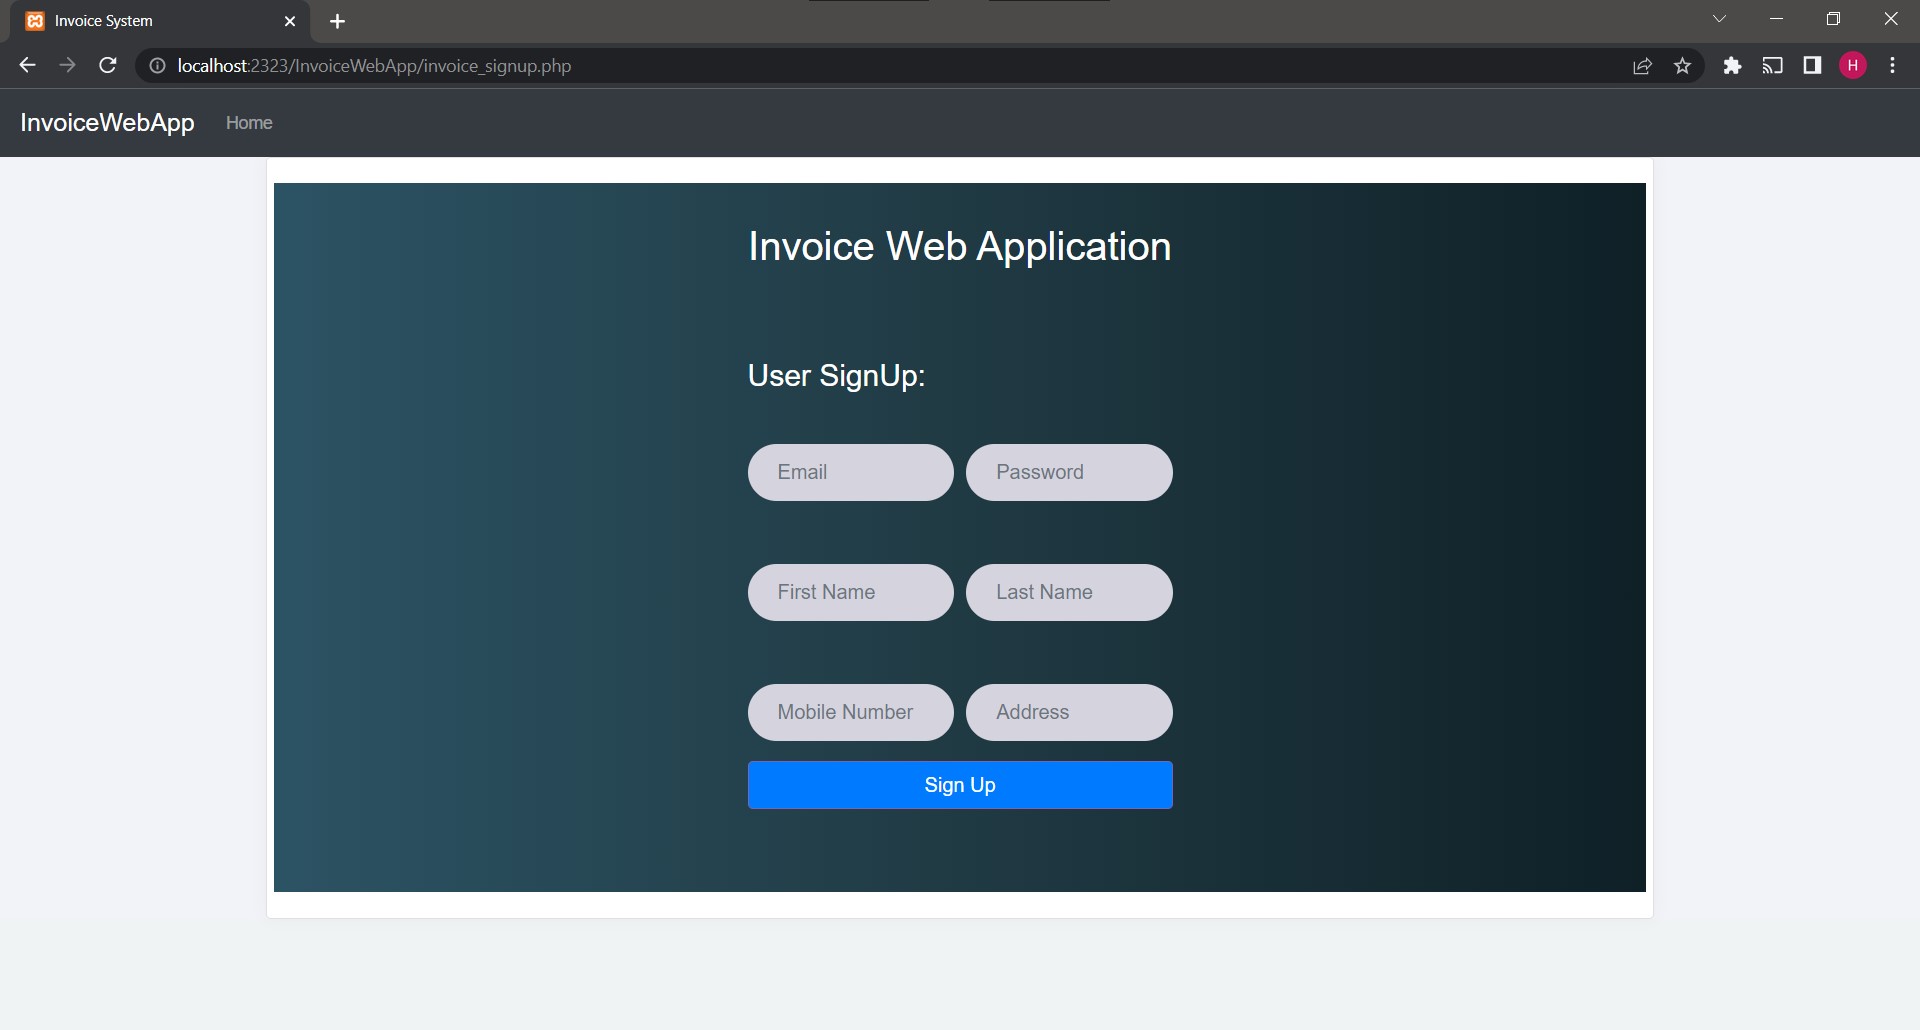 Invoice System
localhost:2323/InvoiceWebApp/invoice_signup.php
H
InvoiceWebApp Home
Invoice Web Application
User SignUp:
Email Password
First Name Last Name
Mobile Number Address
Sign Up